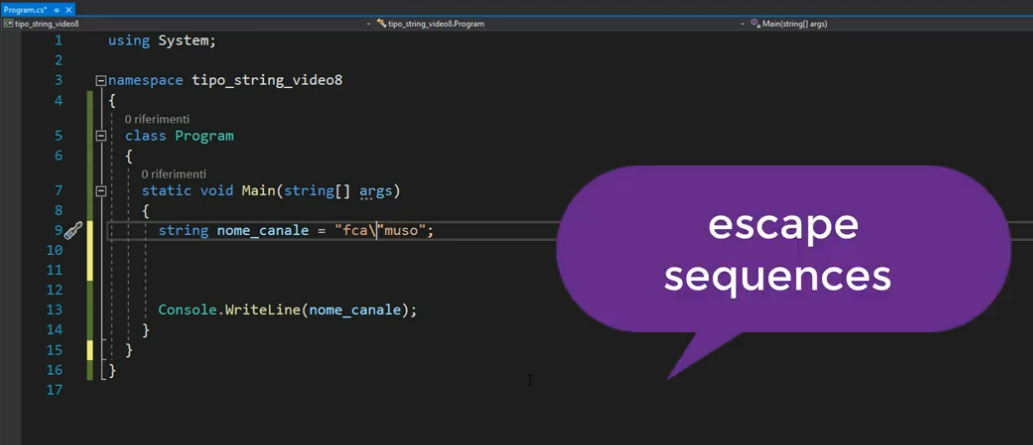 Program.cs*
tipo_string_video8
tipo_string_video8.Program
Main(string[] args)
1 using System;
2
3 namespace tipo_string_video8
4 {
0 riferimenti
5 class Program
6 {
0 riferimenti
7 static void Main(string[] args)
8 {
9 string nome_canale = "fca\"muso";
10
11
12
13 Console.WriteLine(nome_canale);
14 }
15 }
16 }
17
escape
sequences